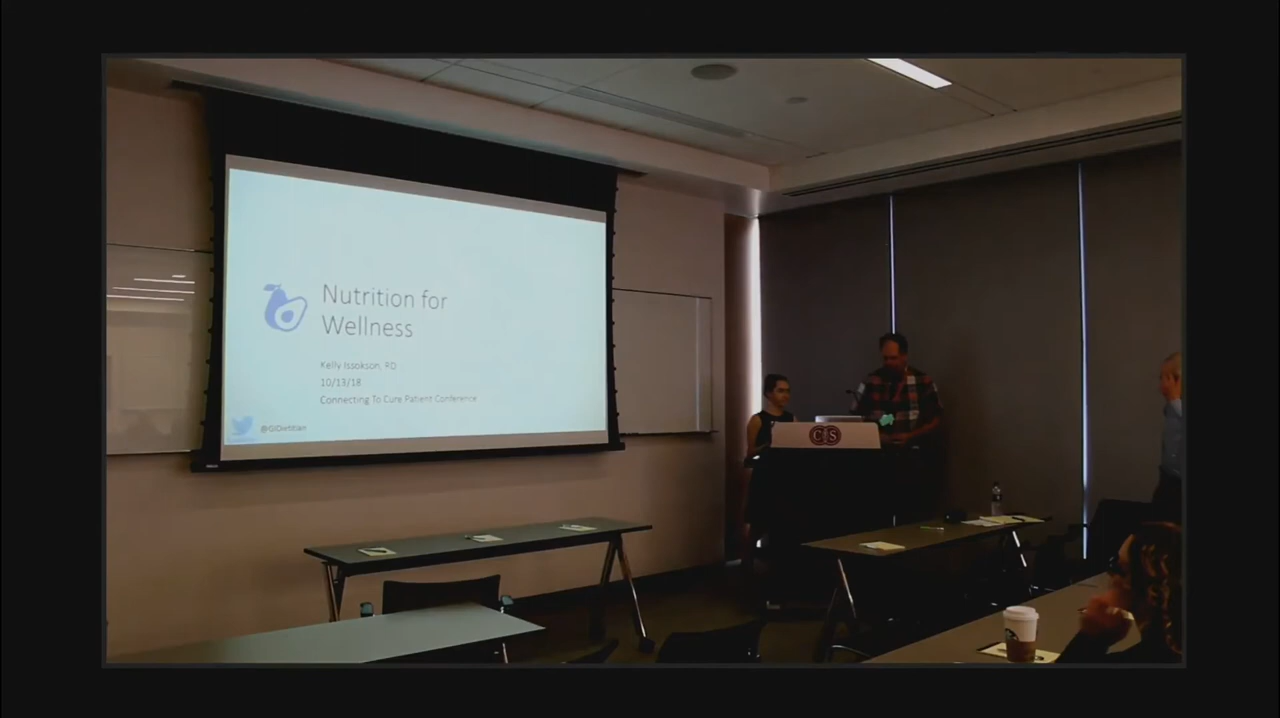 Nutrition for
Wellness
Kelly Issokson, RD
10/13/18
Connecting To Cure Patient Conference
@GIDietitian
CS